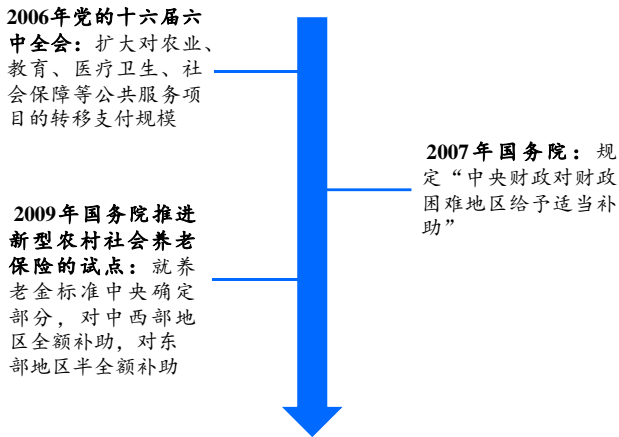 2006年党的十六届六
中全会：扩大对农业、
教育、医疗卫生、社
会保障等公共服务项
目的转移支付规模
2007年国务院：规
定“中央财政对财政
困难地区给予适当补
助”
2009年国务院推进
新型农村社会养老
保险的试点：就养
老金标准中央确定
部分，对中西部地
区全额补助，对东
部地区半全额补助